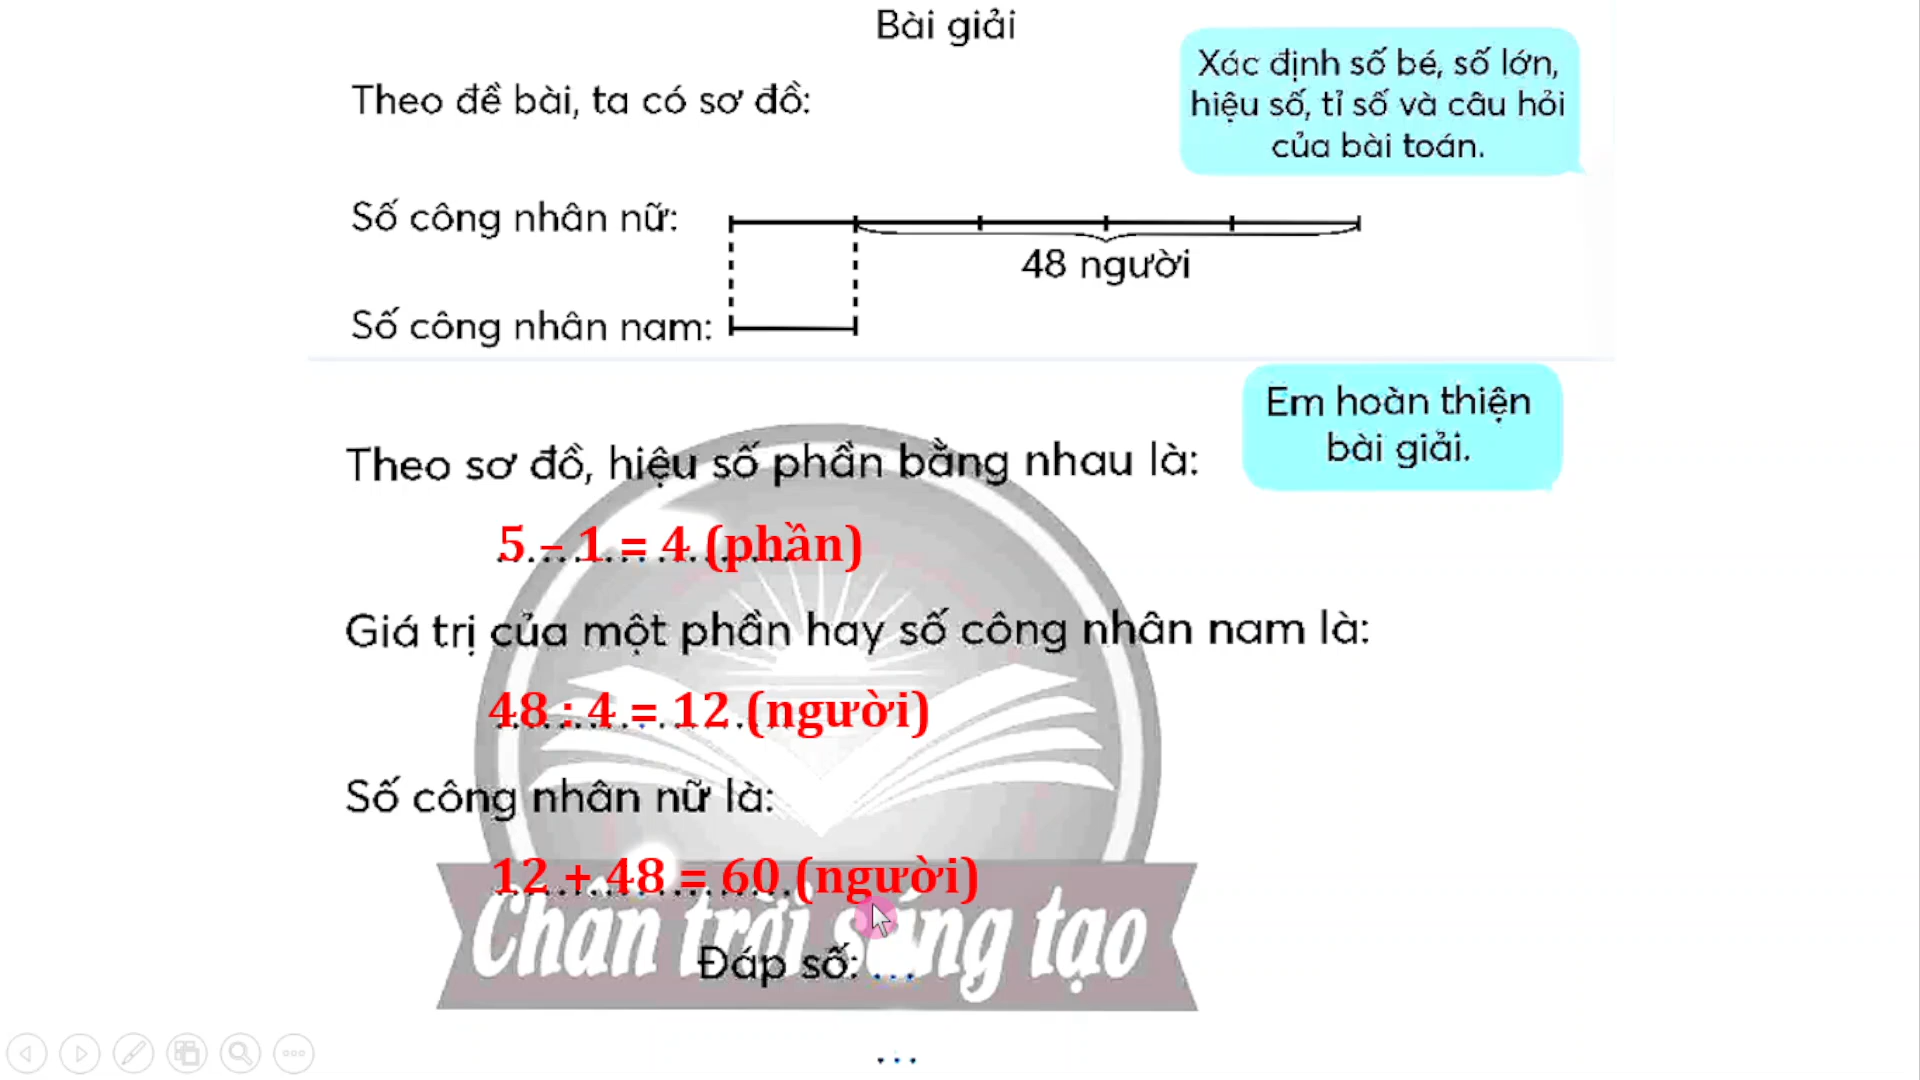 Bài giải
Xác định số bé, số lớn,
hiệu số, tỉ số và câu hỏi
của bài toán.
Theo đề bài, ta có sơ đồ:
Số công nhân nữ:
48 người
Số công nhân nam:
Em hoàn thiện
bài giải.
Theo sơ đồ, hiệu số phần bằng nhau là:
5 – 1 = 4 (phần)
Giá trị của một phần hay số công nhân nam là:
48 : 4 = 12 (người)
Số công nhân nữ là:
12 + 48 = 60 (người)
Chân trời sáng tạo
Đáp số: ...
...